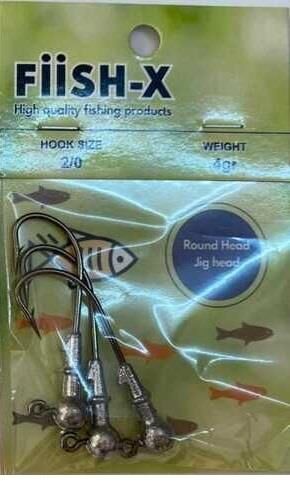 FiiSH-X
High quality fishing products
HOOK SIZE
2/0
WEIGHT
4gr
Round Head
Jig head